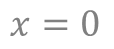 x = 0